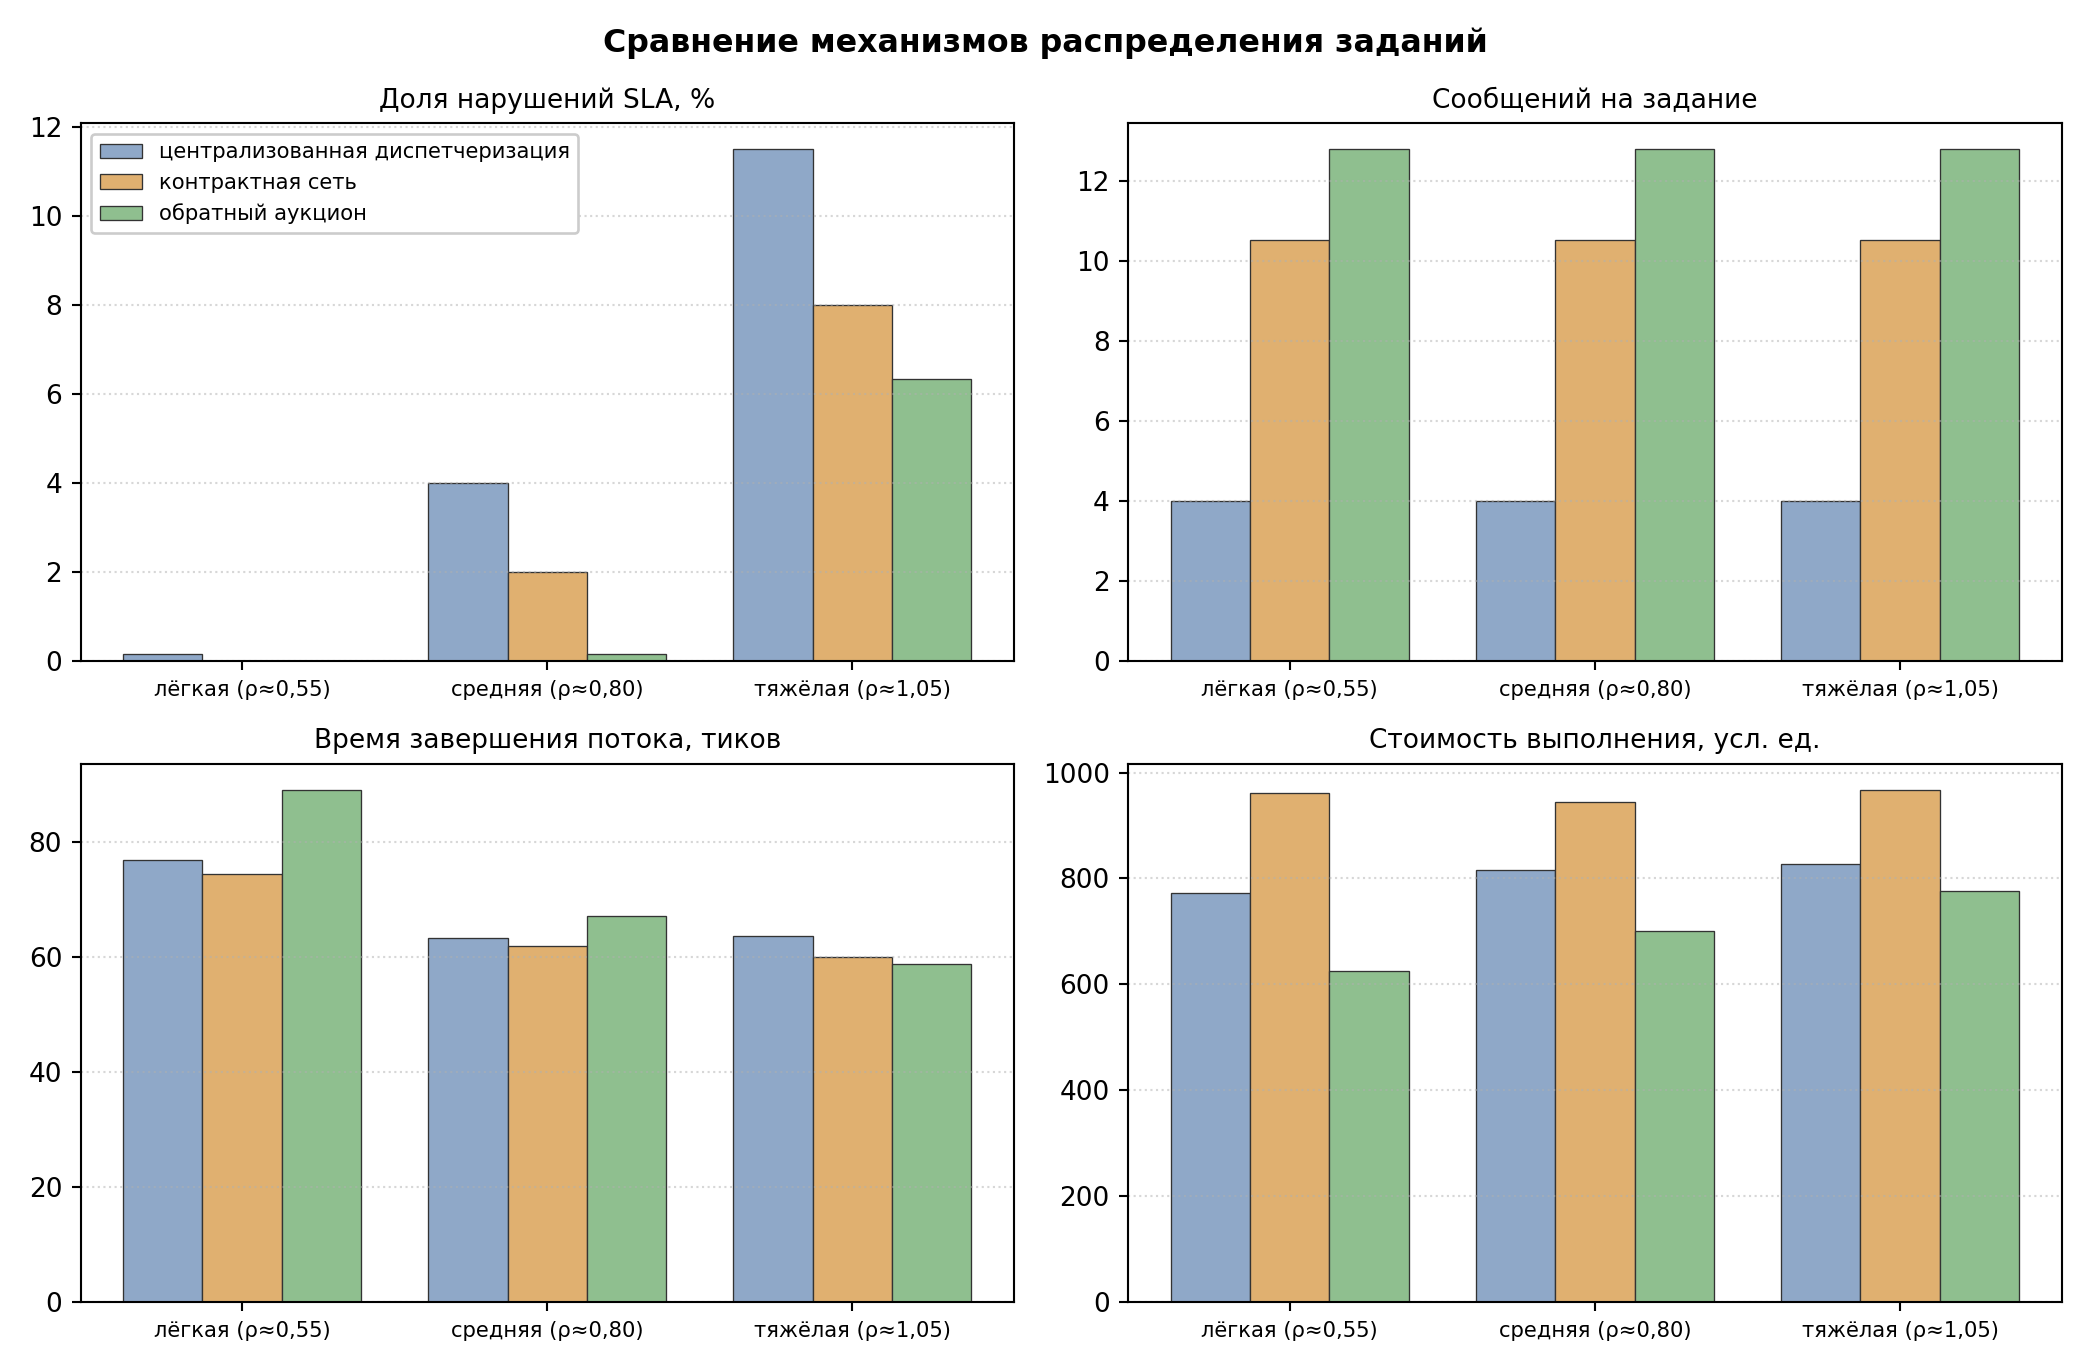 Сравнение механизмов распределения заданий
Доля нарушений SLA, %
12
10
8
6
4
2
0
централизованная диспетчеризация
контрактная сеть
обратный аукцион
лёгкая (ρ≈0,55)
средняя (ρ≈0,80)
тяжёлая (ρ≈1,05)
Сообщений на задание
12
10
8
6
4
2
0
лёгкая (ρ≈0,55)
средняя (ρ≈0,80)
тяжёлая (ρ≈1,05)
Время завершения потока, тиков
80
60
40
20
0
лёгкая (ρ≈0,55)
средняя (ρ≈0,80)
тяжёлая (ρ≈1,05)
Стоимость выполнения, усл. ед.
1000
800
600
400
200
0
лёгкая (ρ≈0,55)
средняя (ρ≈0,80)
тяжёлая (ρ≈1,05)